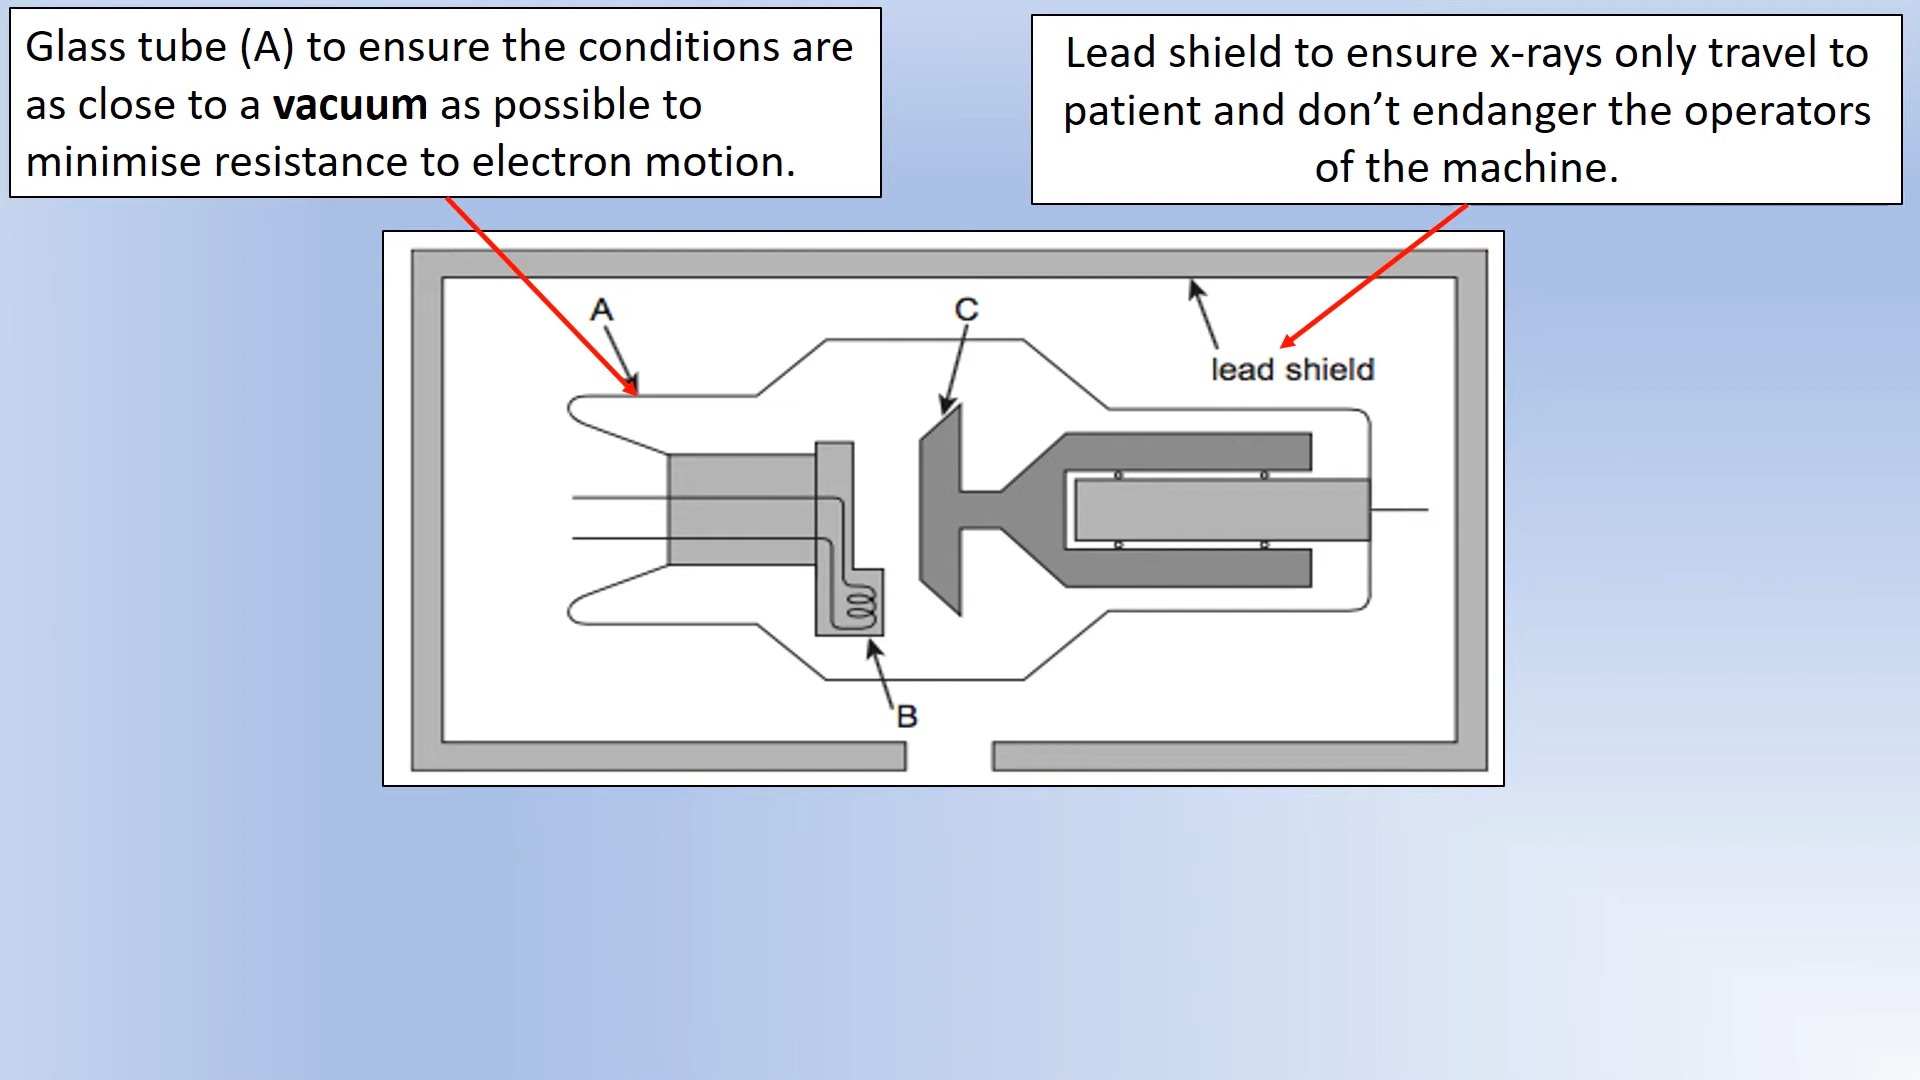 Glass tube (A) to ensure the conditions are
as close to a vacuum as possible to
minimise resistance to electron motion.
Lead shield to ensure x-rays only travel to
patient and don’t endanger the operators
of the machine.
A
C
lead shield
B